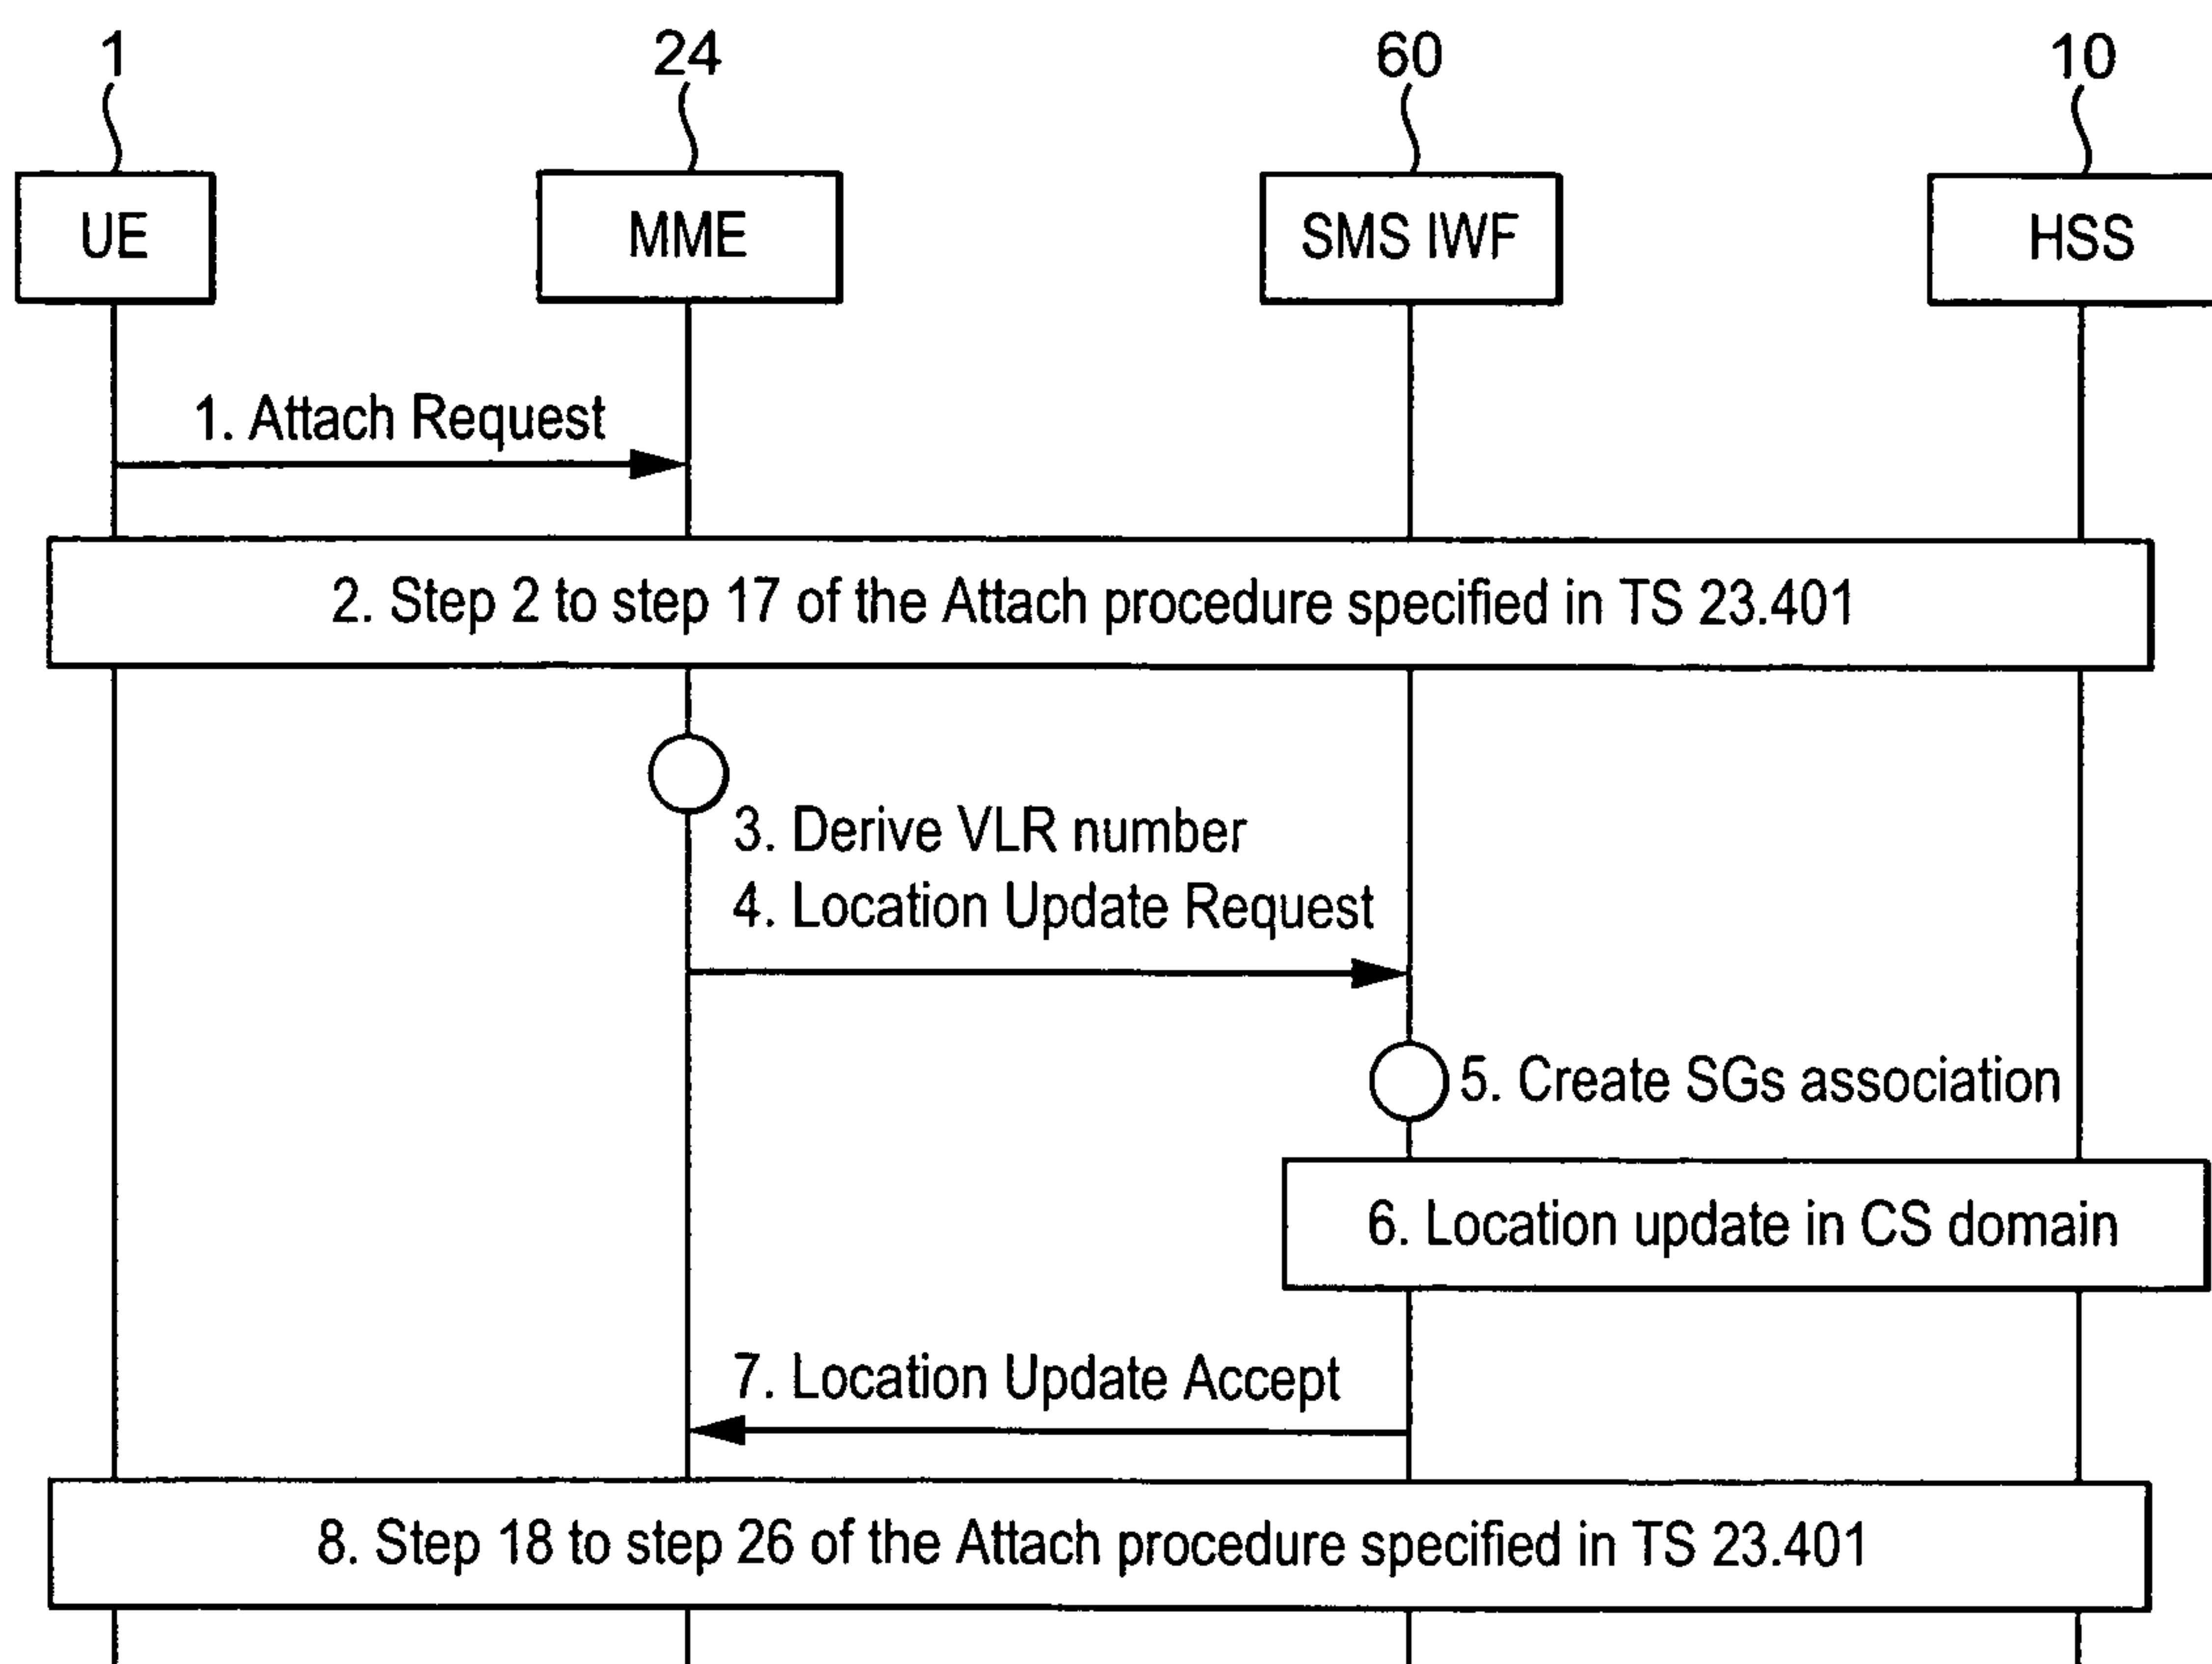 1 24 60 10
UE MME SMS IWF HSS
1. Attach Request
2. Step 2 to step 17 of the Attach procedure specified in TS 23.401
3. Derive VLR number
4. Location Update Request
5. Create SGs association
6. Location update in CS domain
7. Location Update Accept
8. Step 18 to step 26 of the Attach procedure specified in TS 23.401